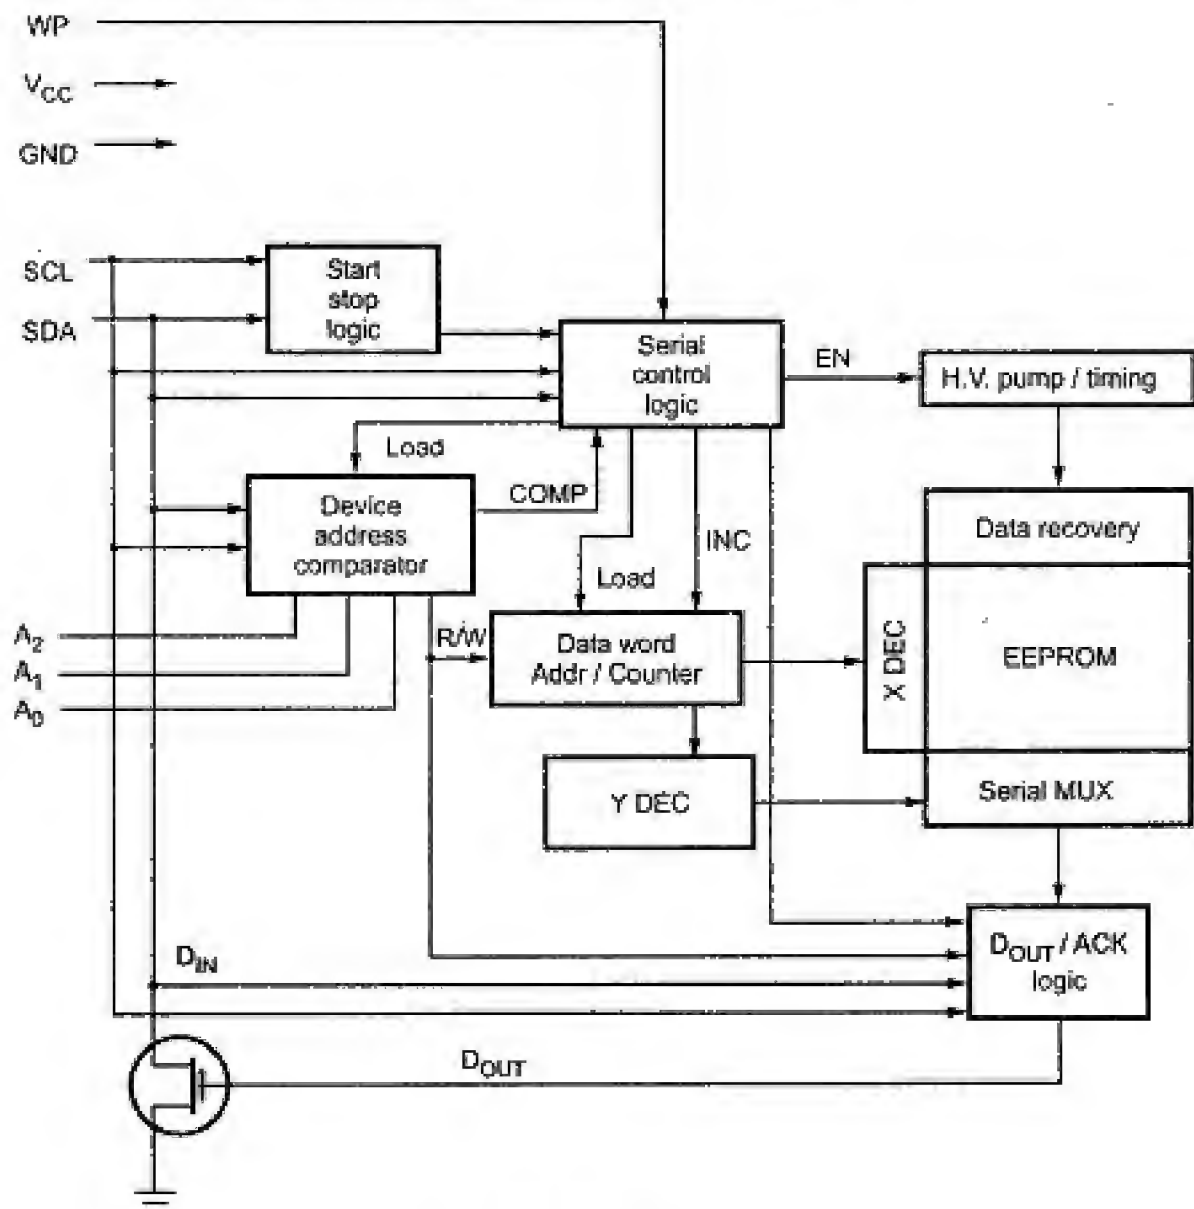 WP
VCC
GND
SCL
SDA
Start
stop
logic
Serial
control
logic
EN
H.V. pump / timing
Load
COMP
Device
address
comparator
INC
Load
Data recovery
A2
A1
A0
R/W
Data word
Addr / Counter
X DEC
EEPROM
Y DEC
Serial MUX
DIN
DOUT / ACK
logic
DOUT